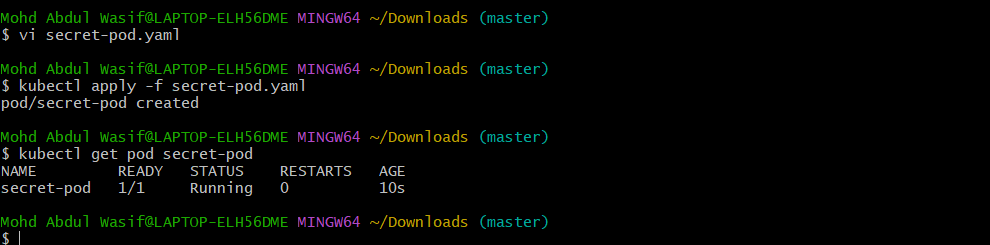 Mohd Abdul Wasif@LAPTOP-ELH56DME MINGW64 ~/Downloads (master)
$ vi secret-pod.yaml
Mohd Abdul Wasif@LAPTOP-ELH56DME MINGW64 ~/Downloads (master)
$ kubectl apply -f secret-pod.yaml
pod/secret-pod created
Mohd Abdul Wasif@LAPTOP-ELH56DME MINGW64 ~/Downloads (master)
$ kubectl get pod secret-pod
NAME         READY   STATUS    RESTARTS   AGE
secret-pod   1/1     Running   0          10s
Mohd Abdul Wasif@LAPTOP-ELH56DME MINGW64 ~/Downloads (master)
$